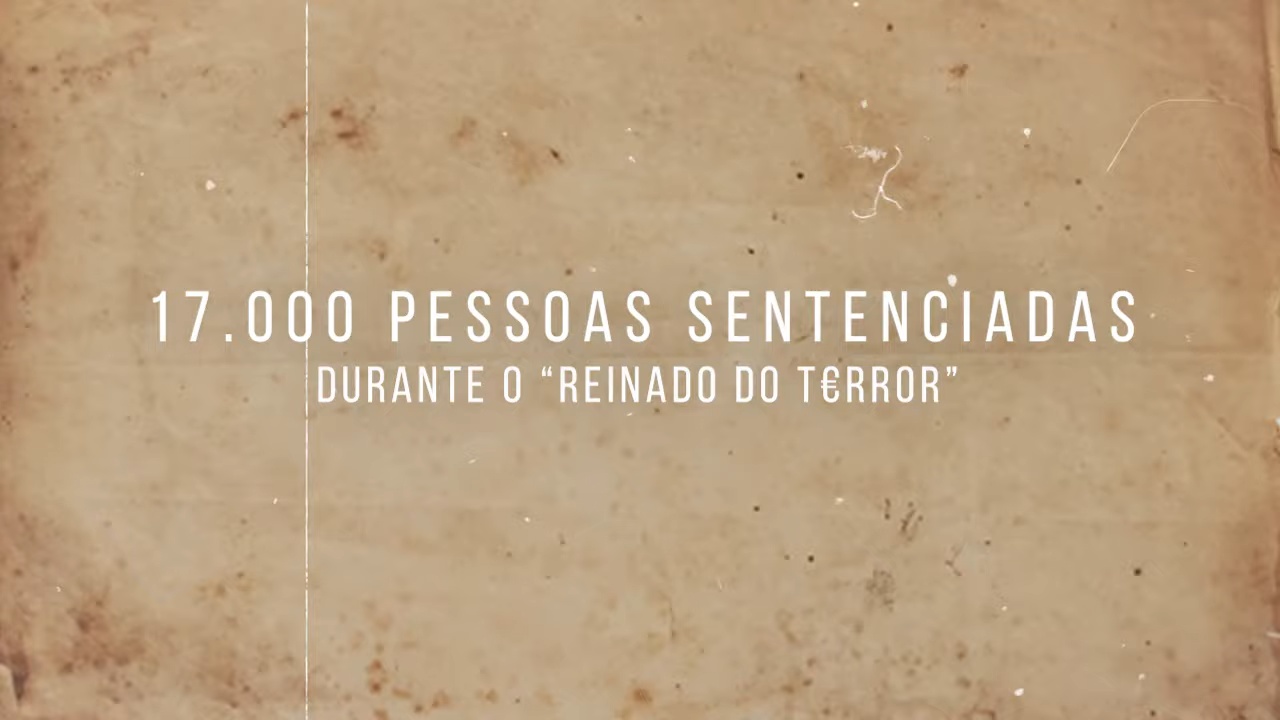 17.000 PESSOAS SENTENCIADAS
DURANTE O “REINADO DO T€RROR”